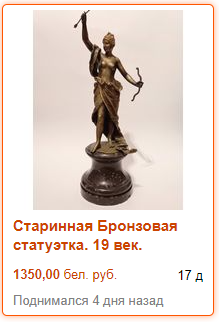 Старинная Бронзовая
статуэтка. 19 век.
1350,00 бел. руб. 17 д
Поднимался 4 дня назад